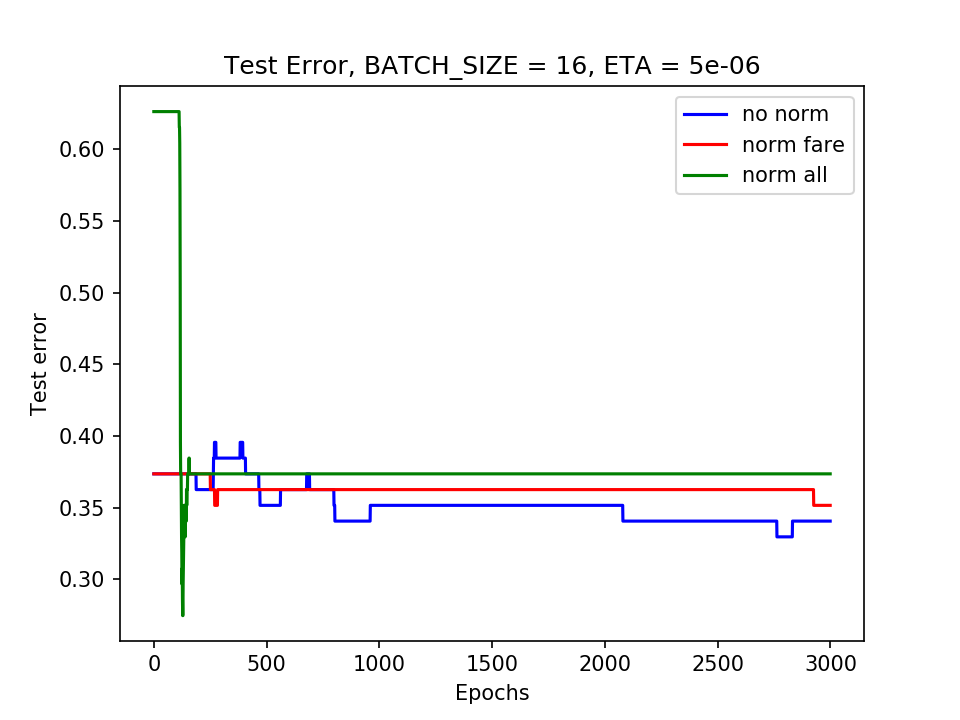 Test Error, BATCH_SIZE = 16, ETA = 5e-06
no norm
norm fare
norm all
Test error
0.60
0.55
0.50
0.45
0.40
0.35
0.30
0 500 1000 1500 2000 2500 3000
Epochs